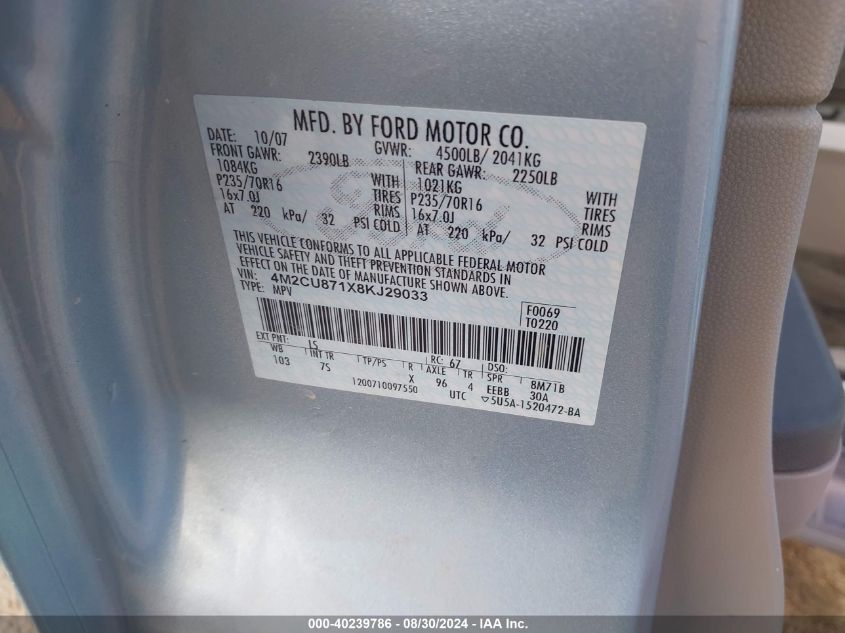 MFD. BY FORD MOTOR CO.
DATE: 10/07 GVWR: 4500LB/ 2041KG
FRONT GAWR: 2390LB REAR GAWR: 2250LB
1084KG WITH 1021KG WITH
P235/70R16 TIRES P235/70R16 TIRES
16x7.0J RIMS 16x7.0J RIMS
AT 220 kPa/ 32 PSI COLD AT 220 kPa/ 32 PSI COLD
THIS VEHICLE CONFORMS TO ALL APPLICABLE FEDERAL MOTOR
VEHICLE SAFETY AND THEFT PREVENTION STANDARDS IN
EFFECT ON THE DATE OF MANUFACTURE SHOWN ABOVE.
VIN: 4M2CU871X8KJ29033
TYPE: MPV
F0069
T0220
EXT PNT: LS RC: 67 DSO:
WB INT TR TP/PS R AXLE TR SPR 8M71B
103 7S X 96 4 EEBB 30A
1200710097550 UTC ▽5U5A-1520472-BA
000-40239786 - 08/30/2024 - IAA Inc.